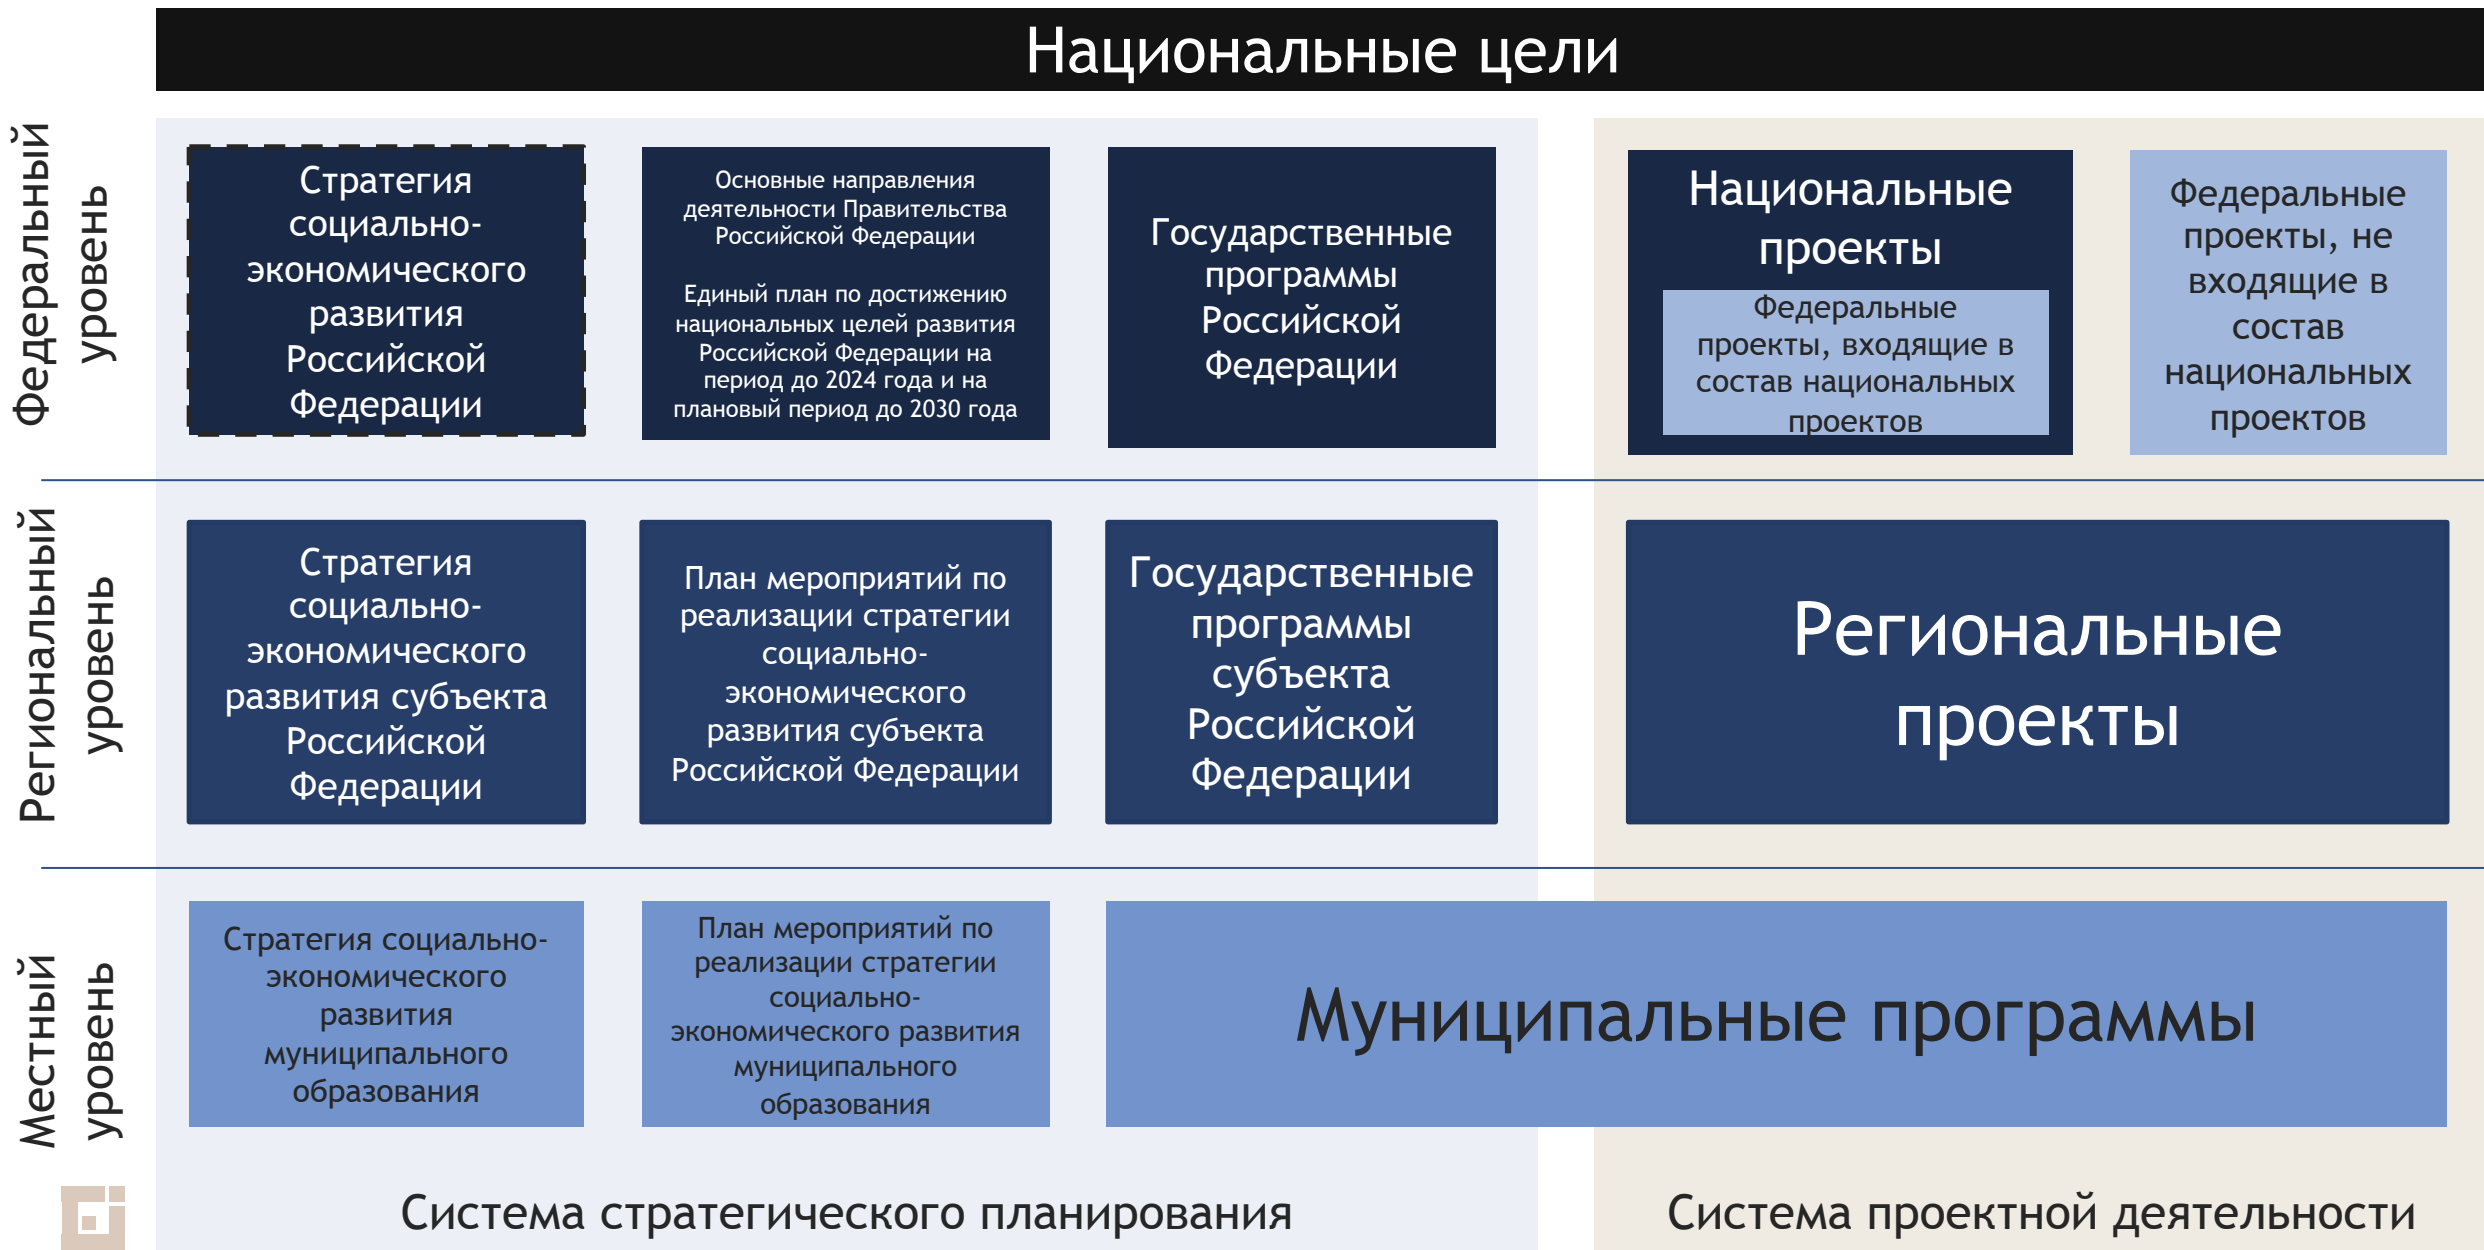 Национальные цели
Федеральный
уровень
Стратегия
социально-
экономического
развития
Российской
Федерации
Основные направления
деятельности Правительства
Российской Федерации
Единый план по достижению
национальных целей развития
Российской Федерации на
период до 2024 года и на
плановый период до 2030 года
Государственные
программы
Российской
Федерации
Национальные
проекты
Федеральные
проекты, входящие в
состав национальных
проектов
Федеральные
проекты, не
входящие в
состав
национальных
проектов
Региональный
уровень
Стратегия
социально-
экономического
развития субъекта
Российской
Федерации
План мероприятий по
реализации стратегии
социально-
экономического
развития субъекта
Российской Федерации
Государственные
программы
субъекта
Российской
Федерации
Региональные
проекты
Местный
уровень
Стратегия социально-
экономического
развития
муниципального
образования
План мероприятий по
реализации стратегии
социально-
экономического развития
муниципального
образования
Муниципальные программы
Система стратегического планирования
Система проектной деятельности